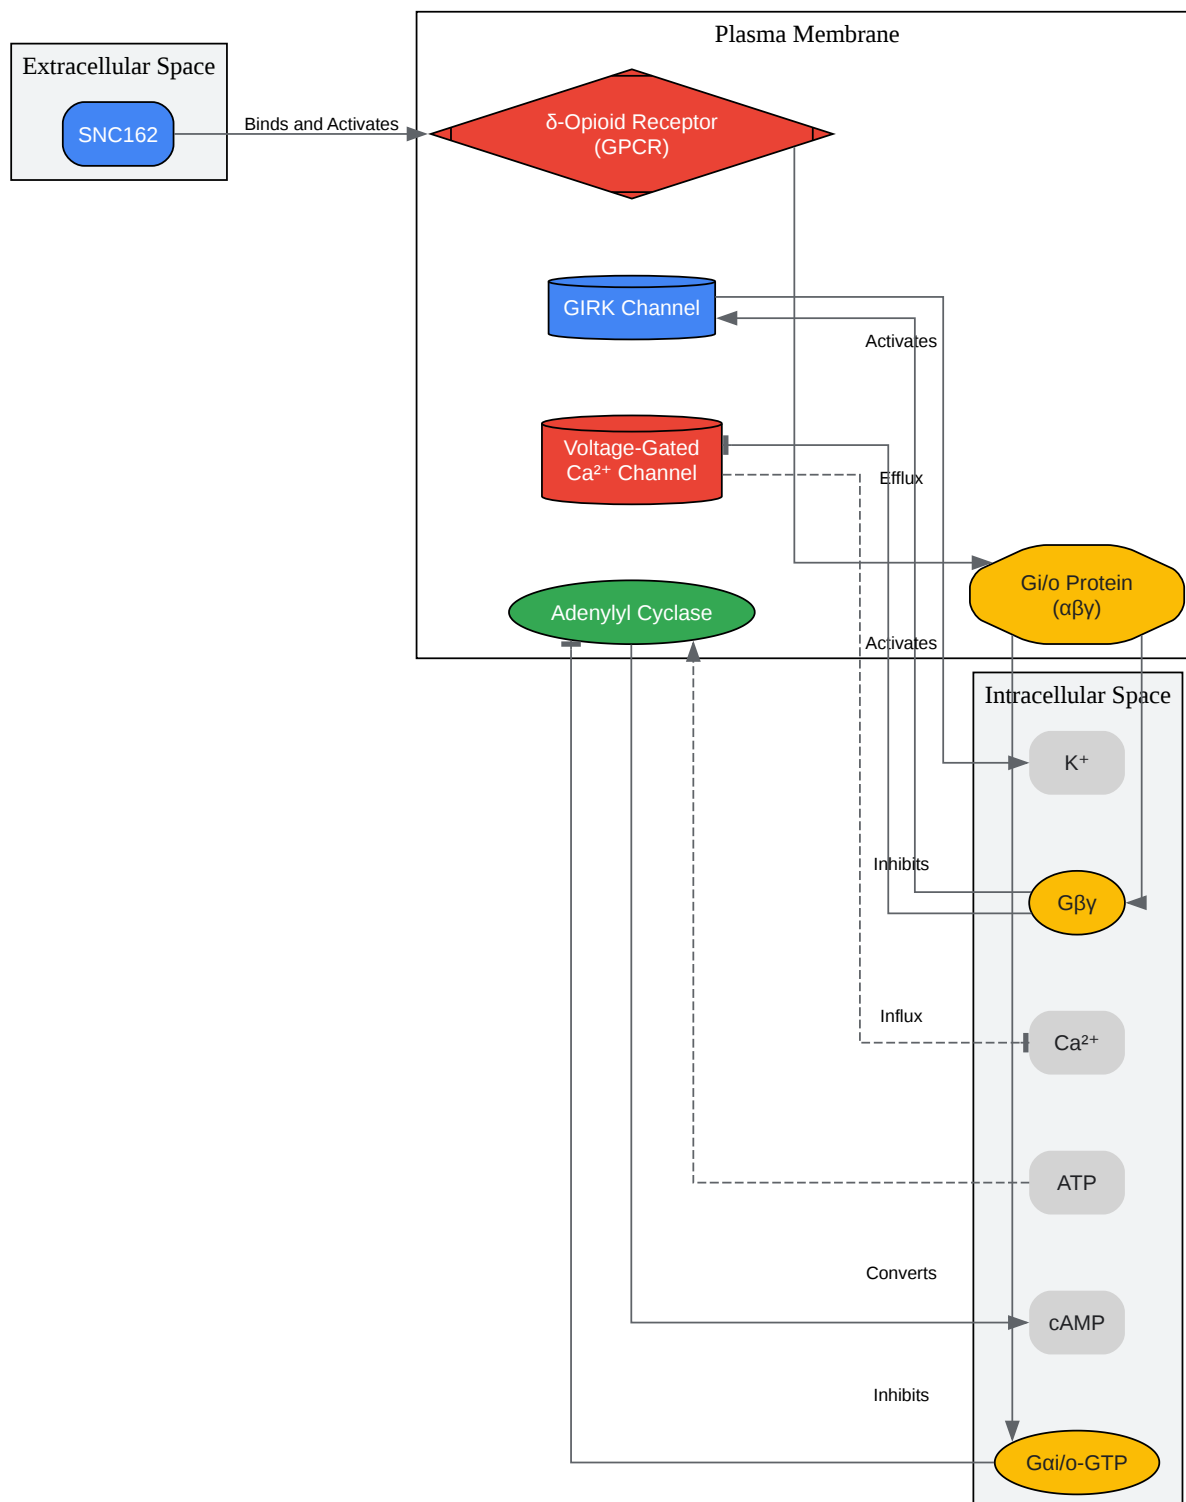 Plasma Membrane
Extracellular Space
SNC162
Binds and Activates
δ-Opioid Receptor
(GPCR)
GIRK Channel
Activates
Voltage-Gated
Ca²⁺ Channel
Efflux
Gi/o Protein
(αβγ)
Adenylyl Cyclase
Activates
Intracellular Space
K⁺
Inhibits
Gβγ
Influx
Ca²⁺
ATP
Converts
cAMP
Inhibits
Gαi/o-GTP